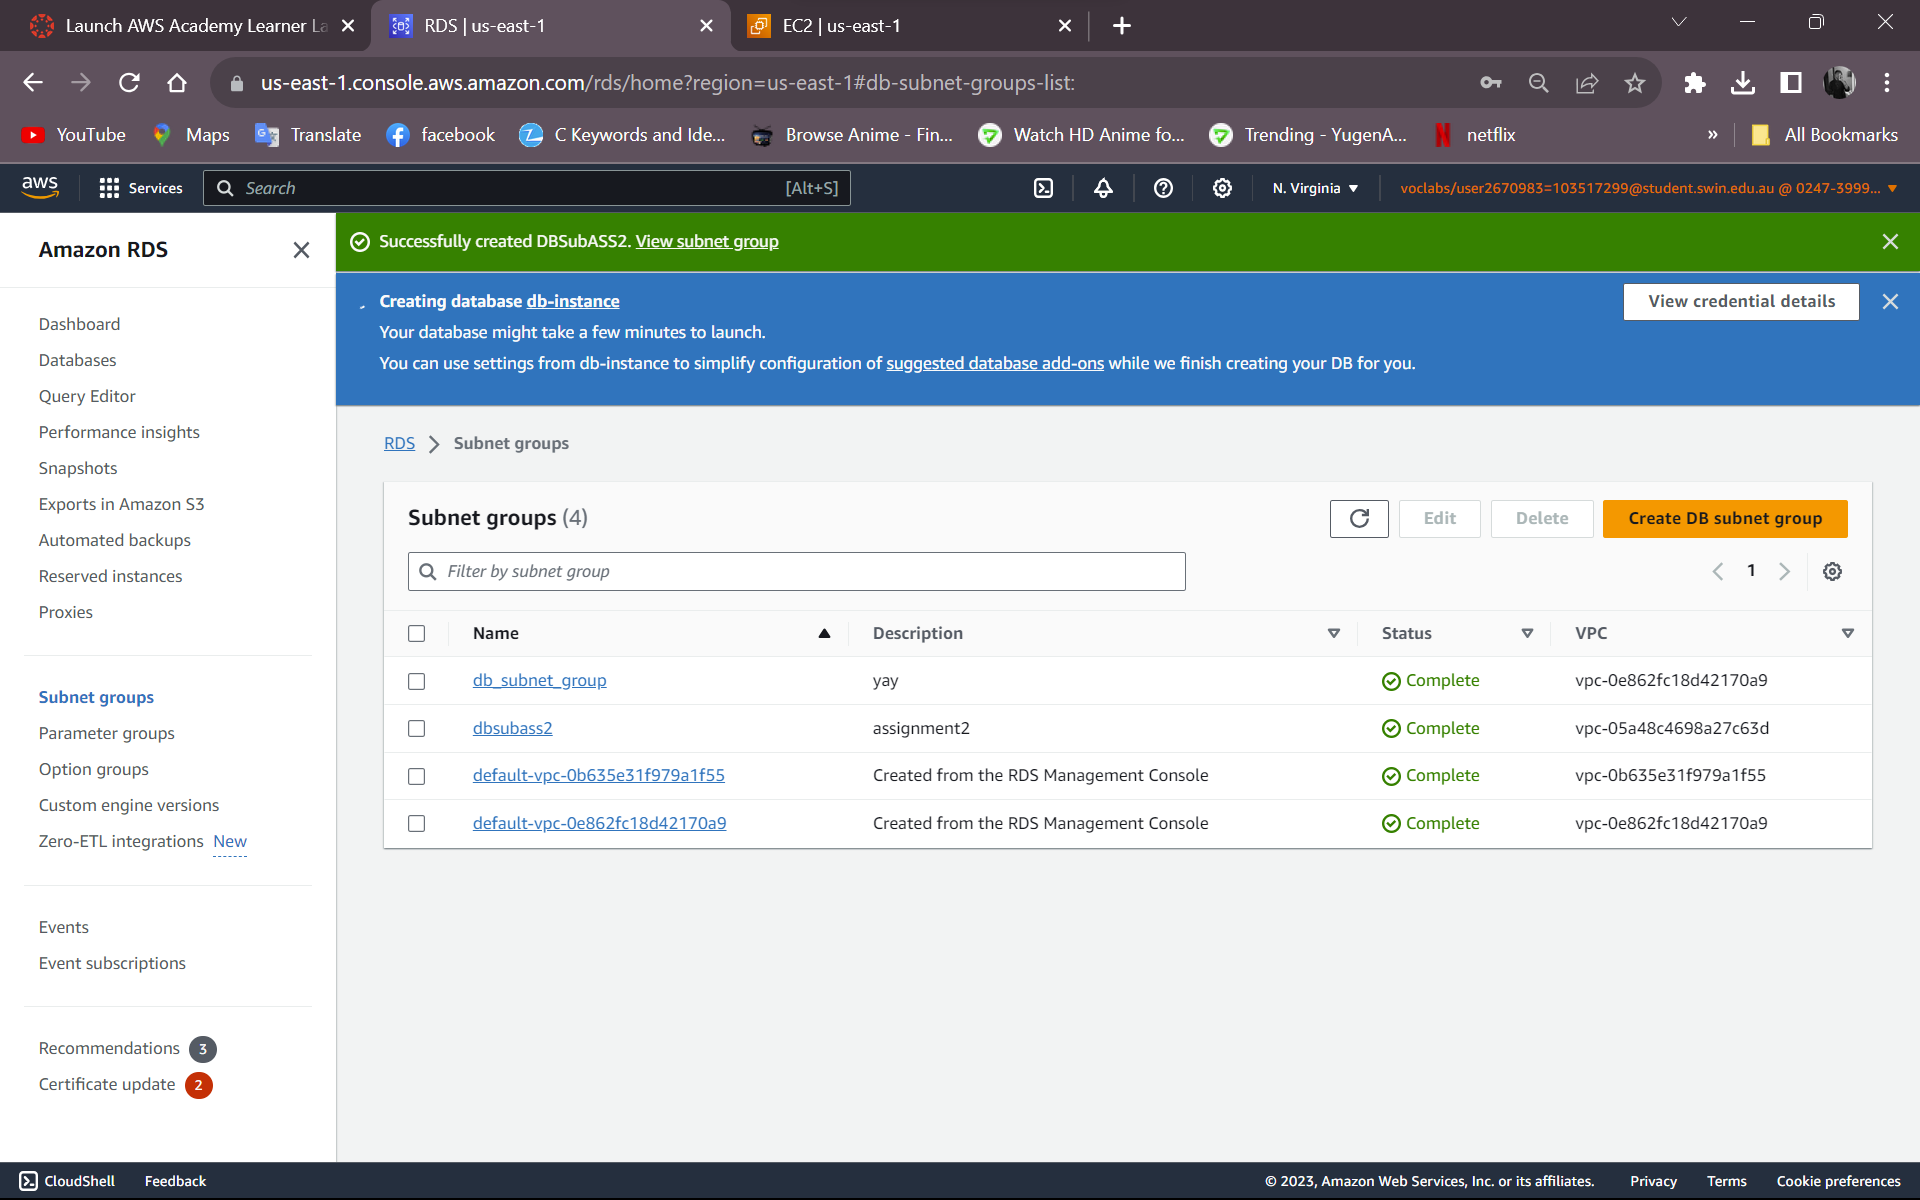 Launch AWS Academy Learner La
RDS | us-east-1
EC2 | us-east-1
us-east-1.console.aws.amazon.com/rds/home?region=us-east-1#db-subnet-groups-list:
YouTube
Maps
Translate
facebook
C Keywords and Ide...
Browse Anime - Fin...
Watch HD Anime fo...
Trending - YugenA...
netflix
»
All Bookmarks
aws
Services
Search
[Alt+S]
N. Virginia
voclabs/user2670983=103517299@student.swin.edu.au @ 0247-3999...
Amazon RDS
Dashboard
Databases
Query Editor
Performance insights
Snapshots
Exports in Amazon S3
Automated backups
Reserved instances
Proxies
Subnet groups
Parameter groups
Option groups
Custom engine versions
Zero-ETL integrations New
Events
Event subscriptions
Recommendations 3
Certificate update 2
Successfully created DBSubASS2. View subnet group
Creating database db-instance
Your database might take a few minutes to launch.
You can use settings from db-instance to simplify configuration of suggested database add-ons while we finish creating your DB for you.
View credential details
RDS
Subnet groups
Subnet groups (4)
Edit
Delete
Create DB subnet group
Filter by subnet group
1
Name Description Status VPC
db_subnet_group yay Complete vpc-0e862fc18d42170a9
dbsubass2 assignment2 Complete vpc-05a48c4698a27c63d
default-vpc-0b635e31f979a1f55 Created from the RDS Management Console Complete vpc-0b635e31f979a1f55
default-vpc-0e862fc18d42170a9 Created from the RDS Management Console Complete vpc-0e862fc18d42170a9
CloudShell
Feedback
© 2023, Amazon Web Services, Inc. or its affiliates.
Privacy
Terms
Cookie preferences